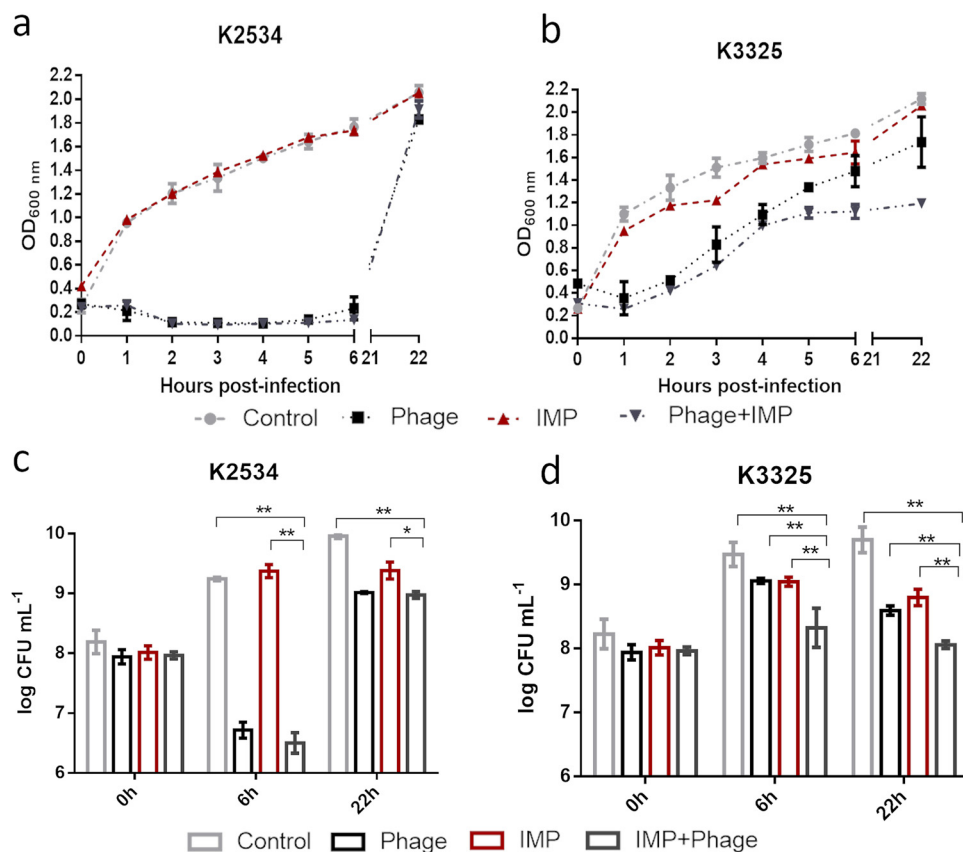 a
K2534
2.2
2.0
1.8
1.6
1.4
1.2
1.0
0.8
0.6
0.4
0.2
0.0
OD600 nm
0 1 2 3 4 5 6 21 22
Hours post-infection
b
K3325
2.2
2.0
1.8
1.6
1.4
1.2
1.0
0.8
0.6
0.4
0.2
0.0
OD600 nm
0 1 2 3 4 5 6 21 22
Hours post-infection
Control Phage IMP Phage+IMP
c
K2534
10
9
8
7
6
log CFU mL-1
** ** ** *
0h 6h 22h
d
K3325
10
9
8
7
6
log CFU mL-1
** ** ** ** ** **
0h 6h 22h
Control Phage IMP IMP+Phage